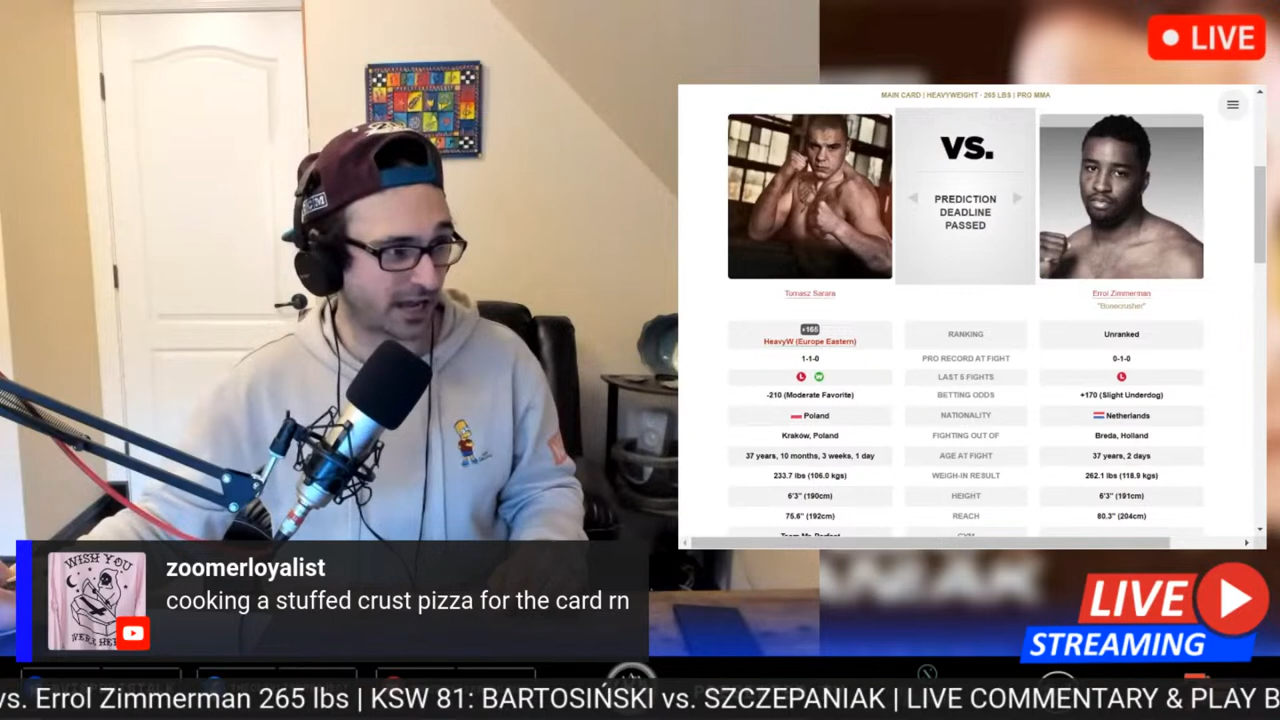 LIVE
MAIN CARD | HEAVYWEIGHT · 265 LBS | PRO MMA
VS.
PREDICTION
DEADLINE
PASSED
Tomasz Sarara
Errol Zimmerman
"Bonecrusher"
+165
HeavyW (Europe Eastern)
RANKING
Unranked
1-1-0
PRO RECORD AT FIGHT
0-1-0
L W
LAST 5 FIGHTS
L
-210 (Moderate Favorite)
BETTING ODDS
+170 (Slight Underdog)
Poland
NATIONALITY
Netherlands
Kraków, Poland
FIGHTING OUT OF
Breda, Holland
37 years, 10 months, 3 weeks, 1 day
AGE AT FIGHT
37 years, 2 days
233.7 lbs (106.0 kgs)
WEIGH-IN RESULT
262.1 lbs (118.9 kgs)
6'3" (190cm)
HEIGHT
6'3" (191cm)
75.6" (192cm)
REACH
80.3" (204cm)
WISH YOU
WERE HERE
zoomerloyalist
cooking a stuffed crust pizza for the card rn
LIVE
STREAMING
vs. Errol Zimmerman 265 lbs | KSW 81: BARTOSIŃSKI vs. SZCZEPANIAK | LIVE COMMENTARY & PLAY B